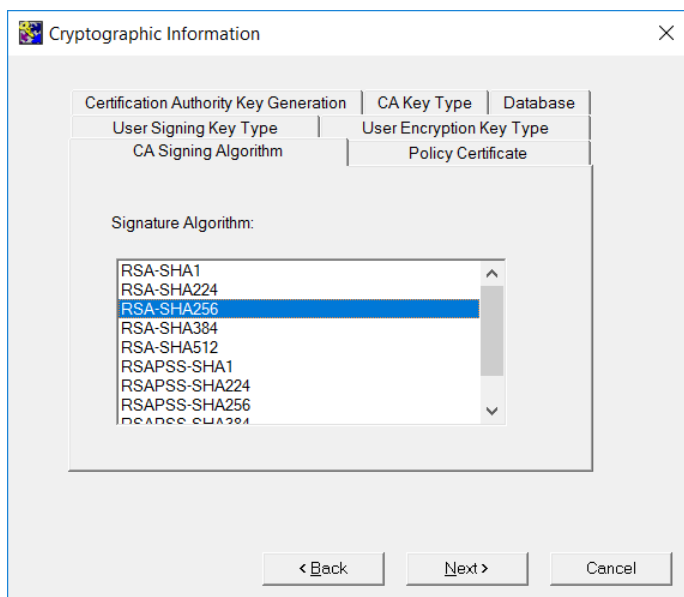 Cryptographic Information
Certification Authority Key Generation
CA Key Type
Database
User Signing Key Type
User Encryption Key Type
CA Signing Algorithm
Policy Certificate
Signature Algorithm:
RSA-SHA1
RSA-SHA224
RSA-SHA256
RSA-SHA384
RSA-SHA512
RSAPSS-SHA1
RSAPSS-SHA224
RSAPSS-SHA256
RSAPSS-SHA384
< Back
Next >
Cancel